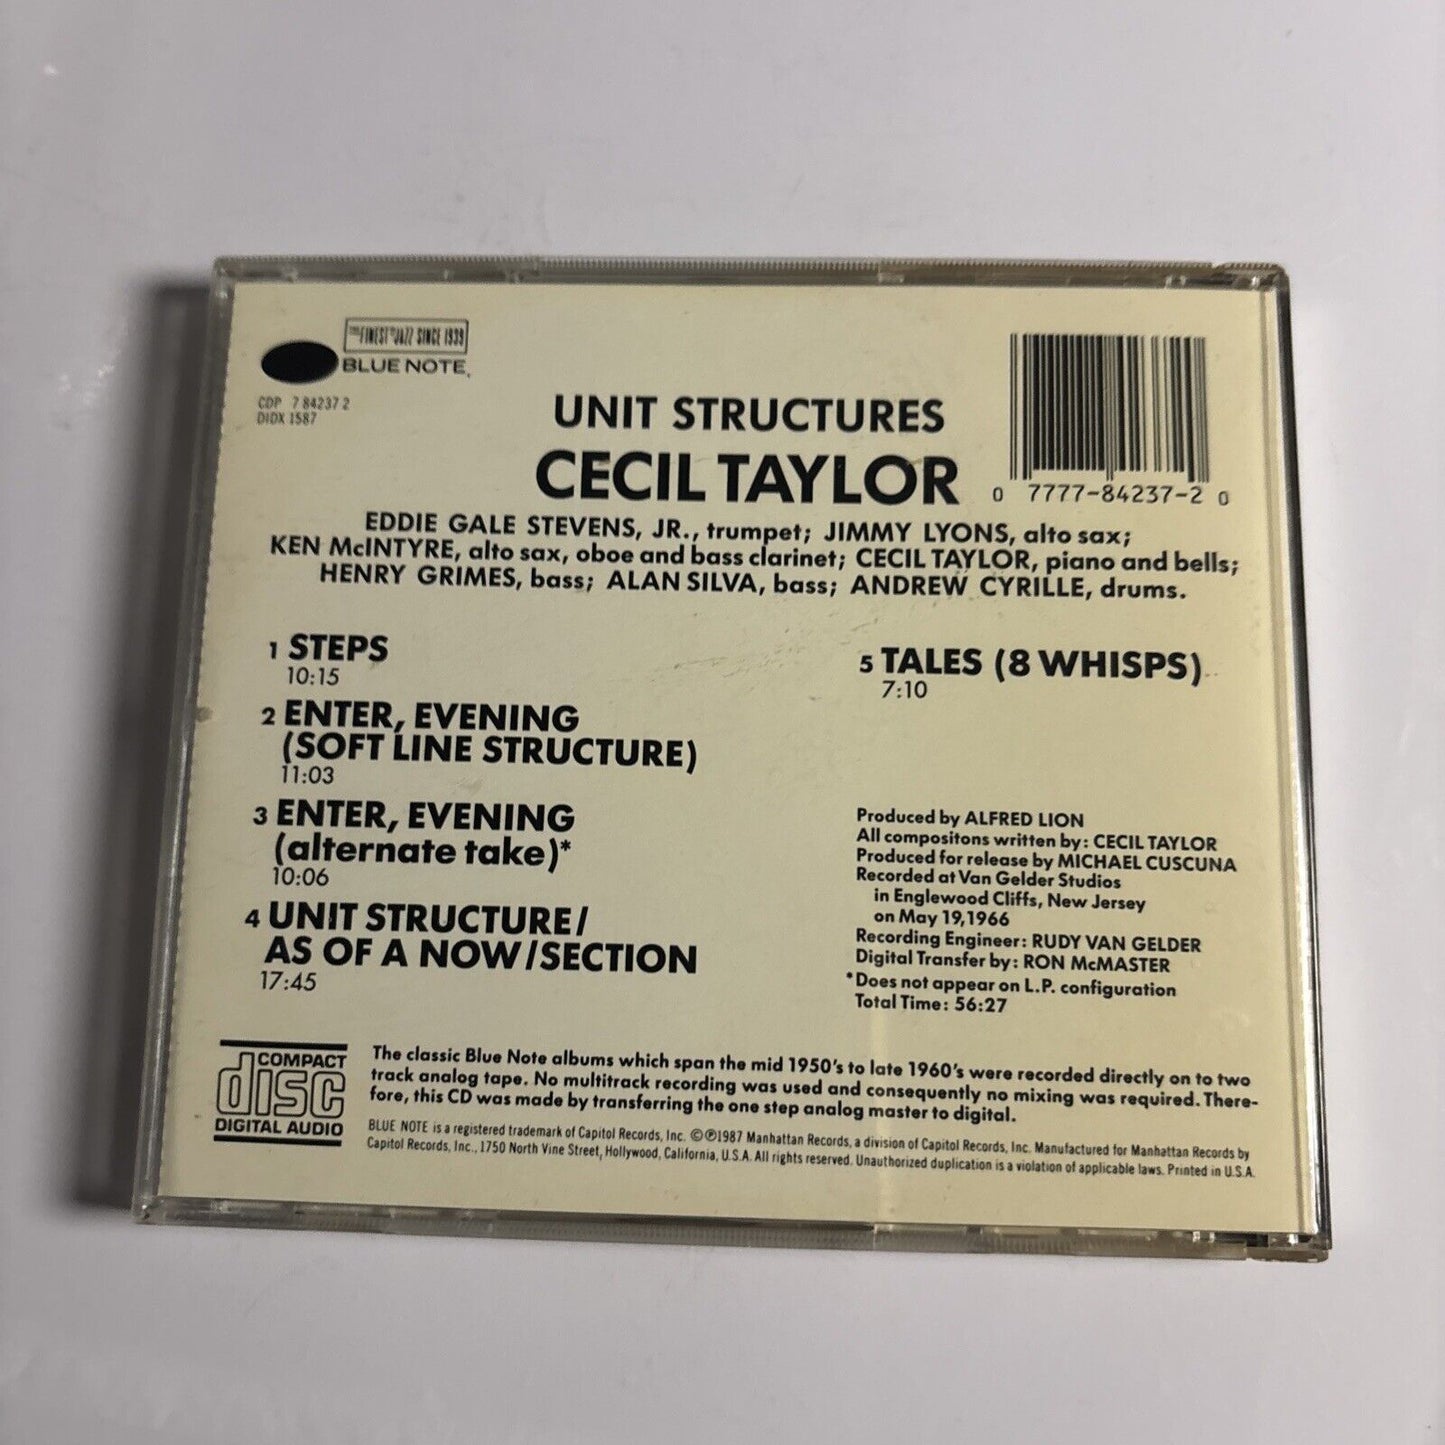 THE FINEST IN JAZZ SINCE 1939
BLUE NOTE
CDP 7 84237 2
DIDX 1587
UNIT STRUCTURES
CECIL TAYLOR
0 7777-84237-2 0
EDDIE GALE STEVENS, JR., trumpet; JIMMY LYONS, alto sax;
KEN McINTYRE, alto sax, oboe and bass clarinet; CECIL TAYLOR, piano and bells;
HENRY GRIMES, bass; ALAN SILVA, bass; ANDREW CYRILLE, drums.
1 STEPS
10:15
2 ENTER, EVENING
(SOFT LINE STRUCTURE)
11:03
3 ENTER, EVENING
(alternate take)*
10:06
4 UNIT STRUCTURE/
AS OF A NOW/SECTION
17:45
5 TALES (8 WHISPS)
7:10
Produced by ALFRED LION
All compositons written by: CECIL TAYLOR
Produced for release by MICHAEL CUSCUNA
Recorded at Van Gelder Studios
in Englewood Cliffs, New Jersey
on May 19,1966
Recording Engineer: RUDY VAN GELDER
Digital Transfer by: RON McMASTER
*Does not appear on L.P. configuration
Total Time: 56:27
COMPACT
disc
DIGITAL AUDIO
The classic Blue Note albums which span the mid 1950's to late 1960's were recorded directly on to two
track analog tape. No multitrack recording was used and consequently no mixing was required. There-
fore, this CD was made by transferring the one step analog master to digital.
BLUE NOTE is a registered trademark of Capitol Records, Inc. ©℗1987 Manhattan Records, a division of Capitol Records, Inc. Manufactured for Manhattan Records by
Capitol Records, Inc., 1750 North Vine Street, Hollywood, California, U.S.A. All rights reserved. Unauthorized duplication is a violation of applicable laws. Printed in U.S.A.